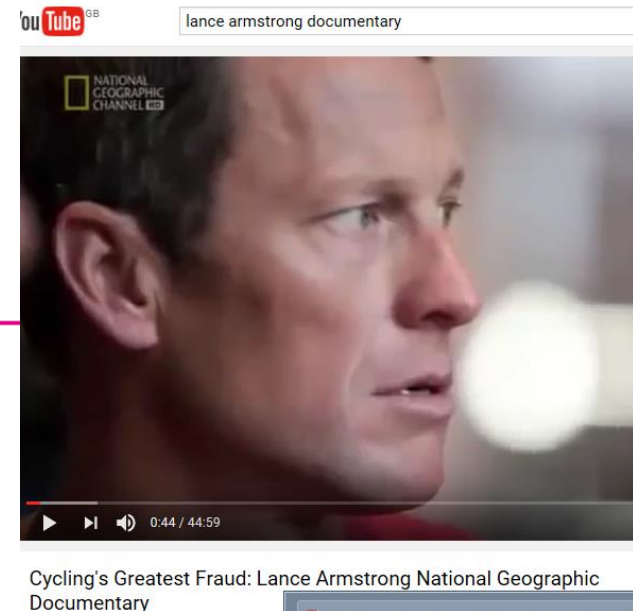 You Tube GB
lance armstrong documentary
NATIONAL
GEOGRAPHIC
CHANNEL HD
0:44 / 44:59
Cycling's Greatest Fraud: Lance Armstrong National Geographic
Documentary